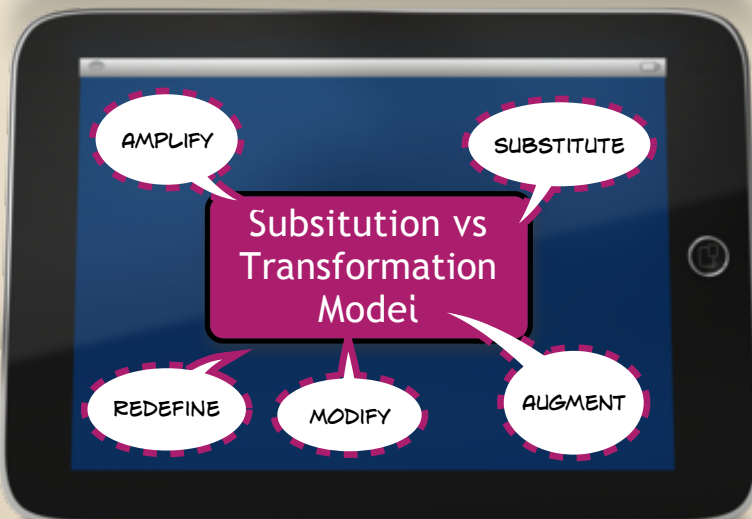 AMPLIFY
SUBSTITUTE
Subsitution vs
Transformation
Model
REDEFINE
MODIFY
AUGMENT